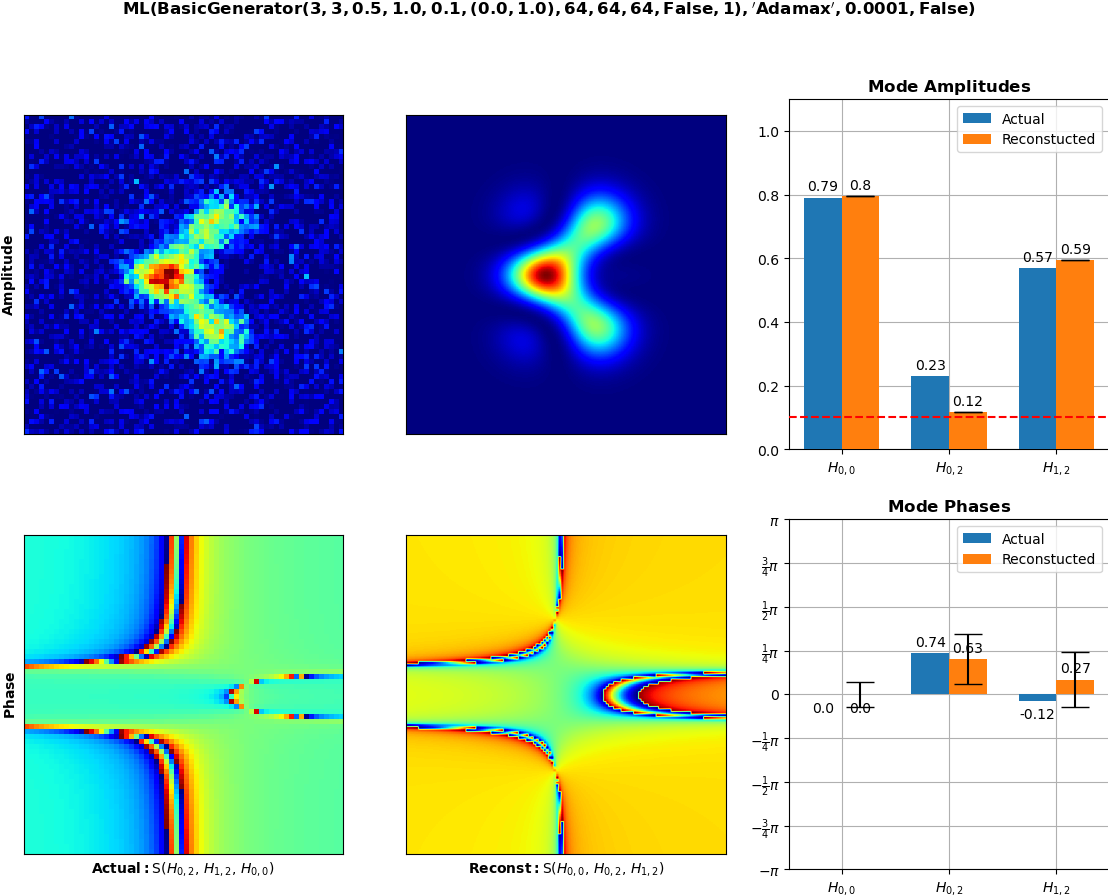 ML(BasicGenerator(3, 3, 0.5, 1.0, 0.1, (0.0, 1.0), 64, 64, 64, False, 1), ′Adamax′, 0.0001, False)
Amplitude
Mode Amplitudes
Actual
Reconstucted
1.0
0.8
0.6
0.4
0.2
0.0
0.79
0.8
0.23
0.12
0.57
0.59
H₀,₀
H₀,₂
H₁,₂
Phase
Actual: S(H₀,₂, H₁,₂, H₀,₀)
Reconst: S(H₀,₀, H₀,₂, H₁,₂)
Mode Phases
Actual
Reconstucted
π
3/4π
1/2π
1/4π
0
−1/4π
−1/2π
−3/4π
−π
0.0
0.0
0.74
0.63
-0.12
0.27
H₀,₀
H₀,₂
H₁,₂